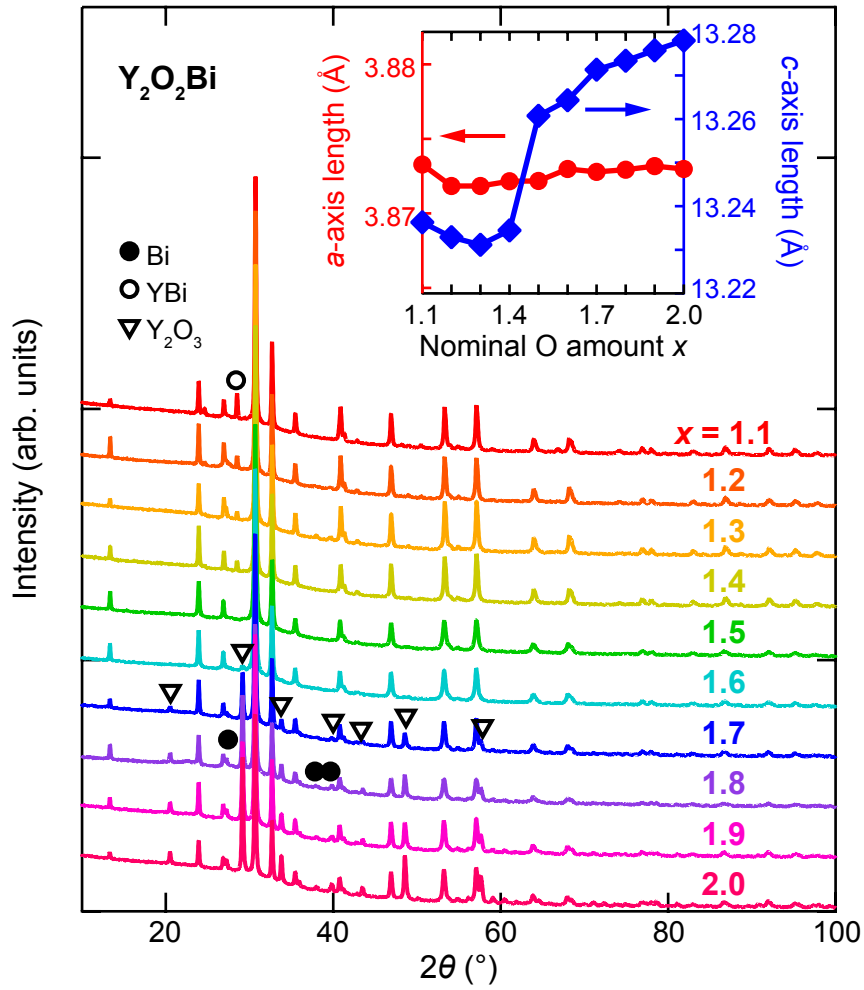 Y₂O₂Bi
Bi
YBi
Y₂O₃
a-axis length (Å)
3.88
3.87
c-axis length (Å)
13.28
13.26
13.24
13.22
1.1
1.4
1.7
2.0
Nominal O amount x
x = 1.1
1.2
1.3
1.4
1.5
1.6
1.7
1.8
1.9
2.0
Intensity (arb. units)
20
40
60
80
100
2θ (°)